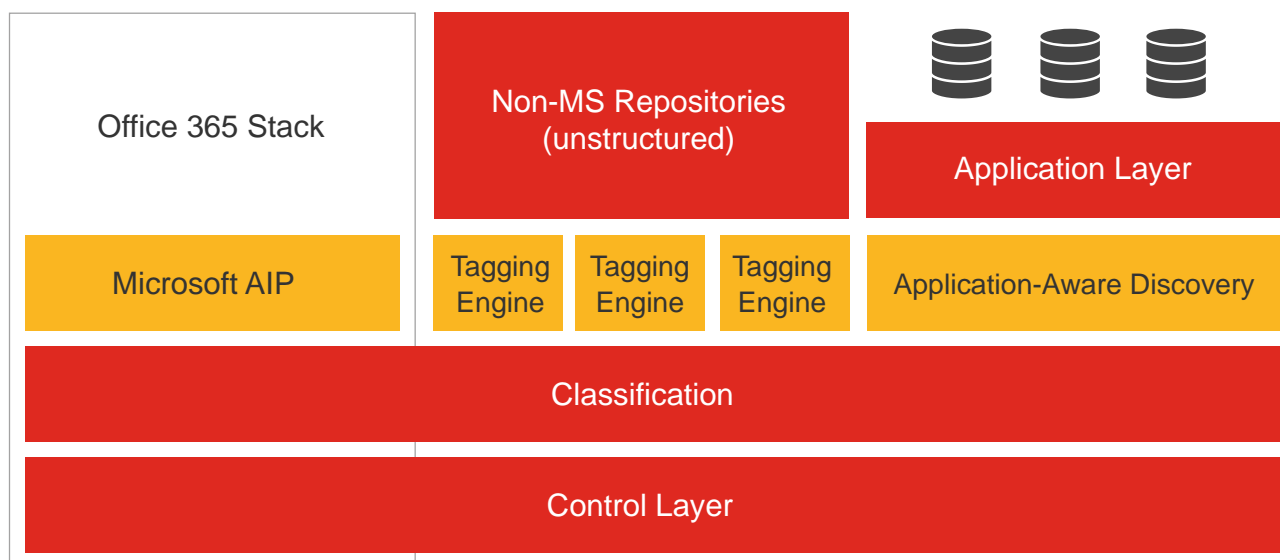 Office 365 Stack
Non-MS Repositories
(unstructured)
Application Layer
Microsoft AIP
Tagging
Engine
Tagging
Engine
Tagging
Engine
Application-Aware Discovery
Classification
Control Layer